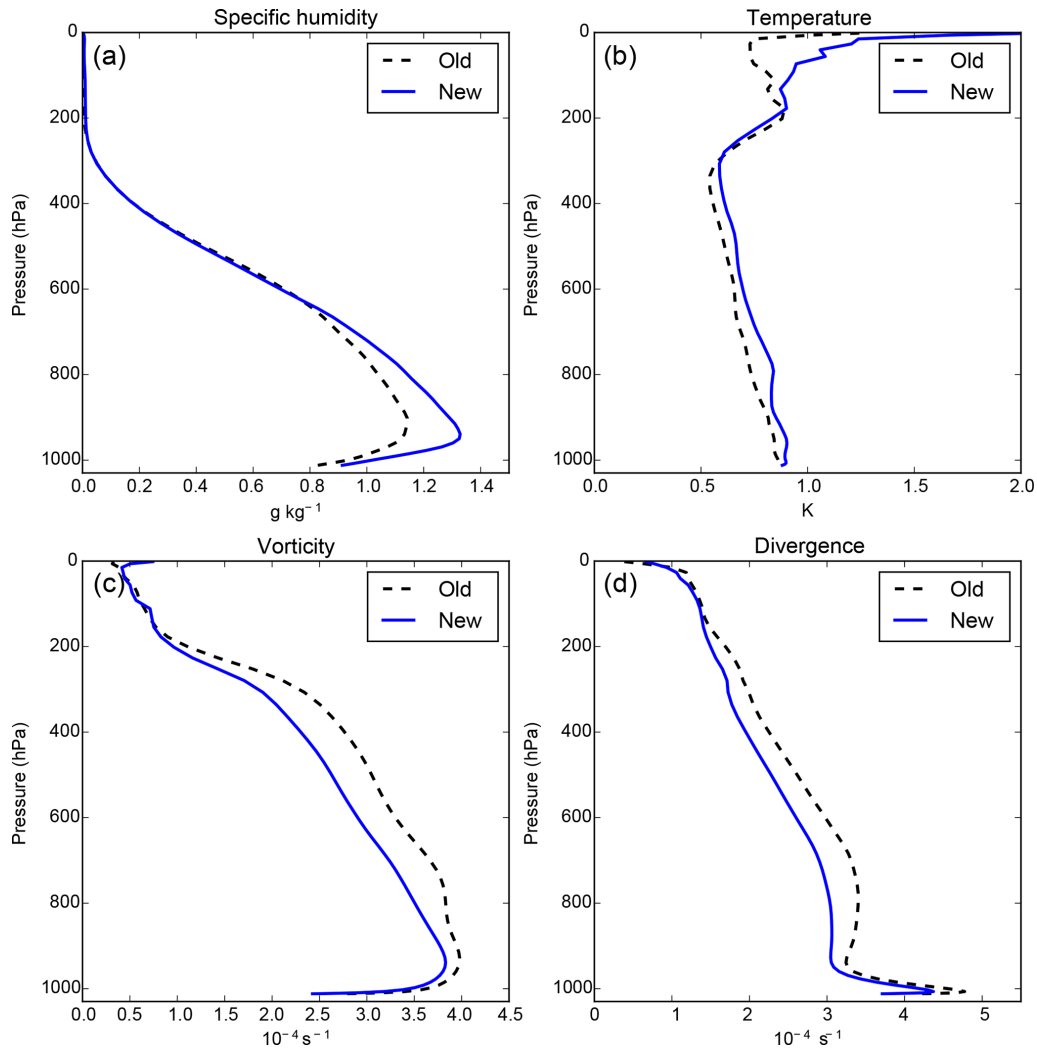 Specific humidity
(a)
Old
New
0
200
400
600
800
1000
Pressure (hPa)
0.0 0.2 0.4 0.6 0.8 1.0 1.2 1.4
g kg⁻¹
Temperature
(b)
Old
New
0
200
400
600
800
1000
Pressure (hPa)
0.0 0.5 1.0 1.5 2.0
K
Vorticity
(c)
Old
New
0
200
400
600
800
1000
Pressure (hPa)
0.0 0.5 1.0 1.5 2.0 2.5 3.0 3.5 4.0 4.5
10⁻⁴ s⁻¹
Divergence
(d)
Old
New
0
200
400
600
800
1000
Pressure (hPa)
0 1 2 3 4 5
10⁻⁴ s⁻¹